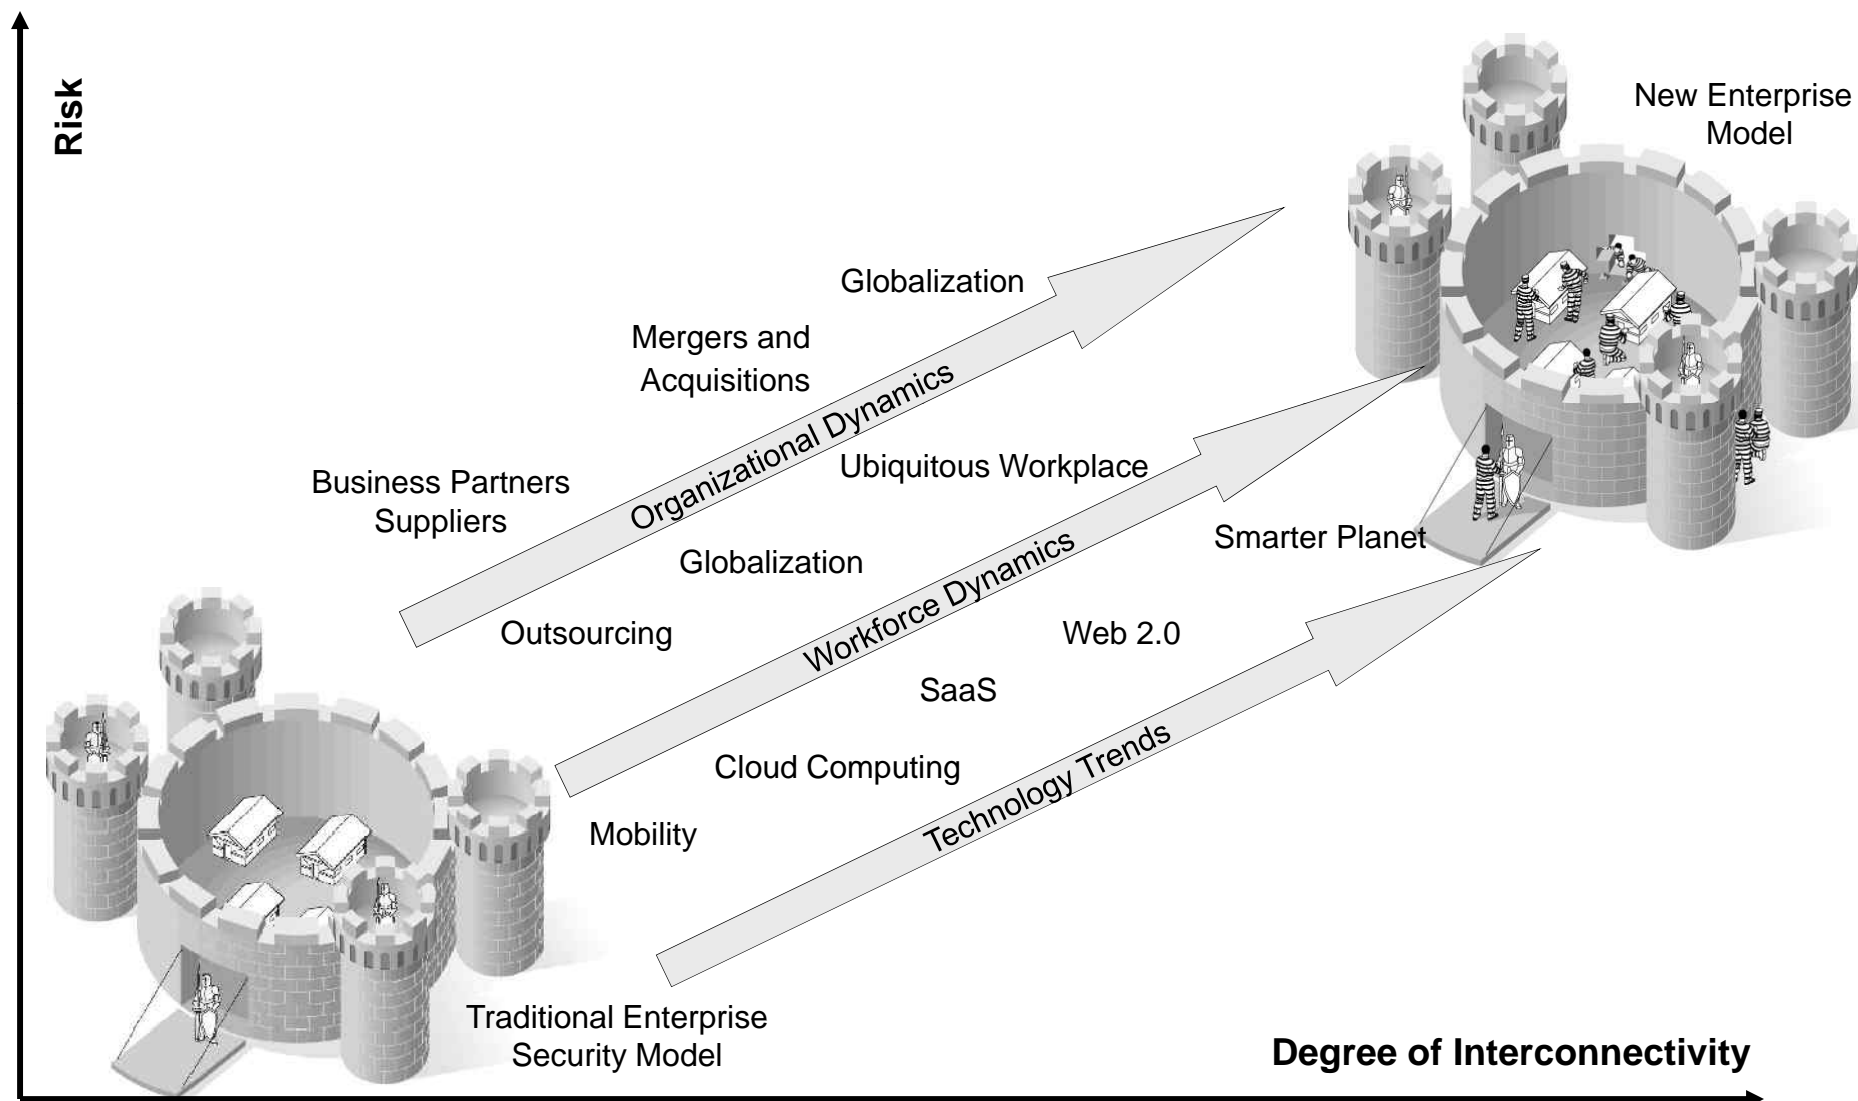 Risk
New Enterprise
Model
Globalization
Mergers and
Acquisitions
Organizational Dynamics
Business Partners
Suppliers
Ubiquitous Workplace
Globalization
Outsourcing
Workforce Dynamics
Smarter Planet
Web 2.0
SaaS
Cloud Computing
Mobility
Technology Trends
Traditional Enterprise
Security Model
Degree of Interconnectivity